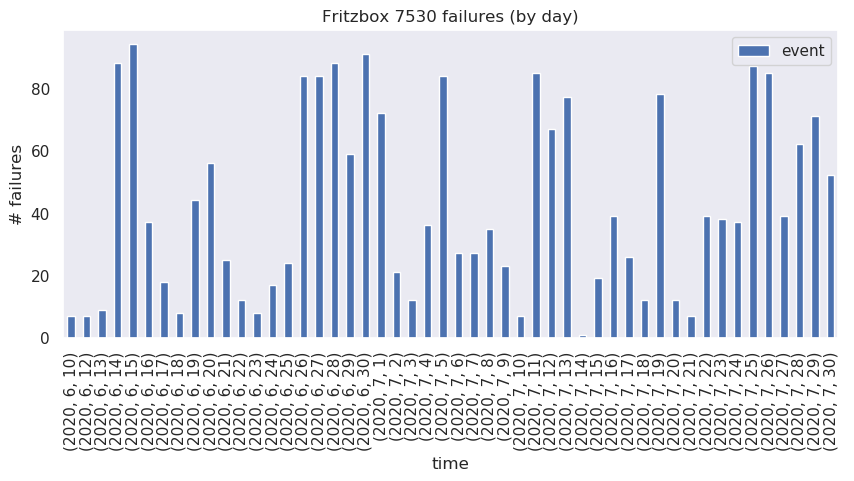 Fritzbox 7530 failures (by day)
event
# failures
80
60
40
20
0
(2020, 6, 10)
(2020, 6, 12)
(2020, 6, 13)
(2020, 6, 14)
(2020, 6, 15)
(2020, 6, 16)
(2020, 6, 17)
(2020, 6, 18)
(2020, 6, 19)
(2020, 6, 20)
(2020, 6, 21)
(2020, 6, 22)
(2020, 6, 23)
(2020, 6, 24)
(2020, 6, 25)
(2020, 6, 26)
(2020, 6, 27)
(2020, 6, 28)
(2020, 6, 29)
(2020, 6, 30)
(2020, 7, 1)
(2020, 7, 2)
(2020, 7, 3)
(2020, 7, 4)
(2020, 7, 5)
(2020, 7, 6)
(2020, 7, 7)
(2020, 7, 8)
(2020, 7, 9)
(2020, 7, 10)
(2020, 7, 11)
(2020, 7, 12)
(2020, 7, 13)
(2020, 7, 14)
(2020, 7, 15)
(2020, 7, 16)
(2020, 7, 17)
(2020, 7, 18)
(2020, 7, 19)
(2020, 7, 20)
(2020, 7, 21)
(2020, 7, 22)
(2020, 7, 23)
(2020, 7, 24)
(2020, 7, 25)
(2020, 7, 26)
(2020, 7, 27)
(2020, 7, 28)
(2020, 7, 29)
(2020, 7, 30)
time